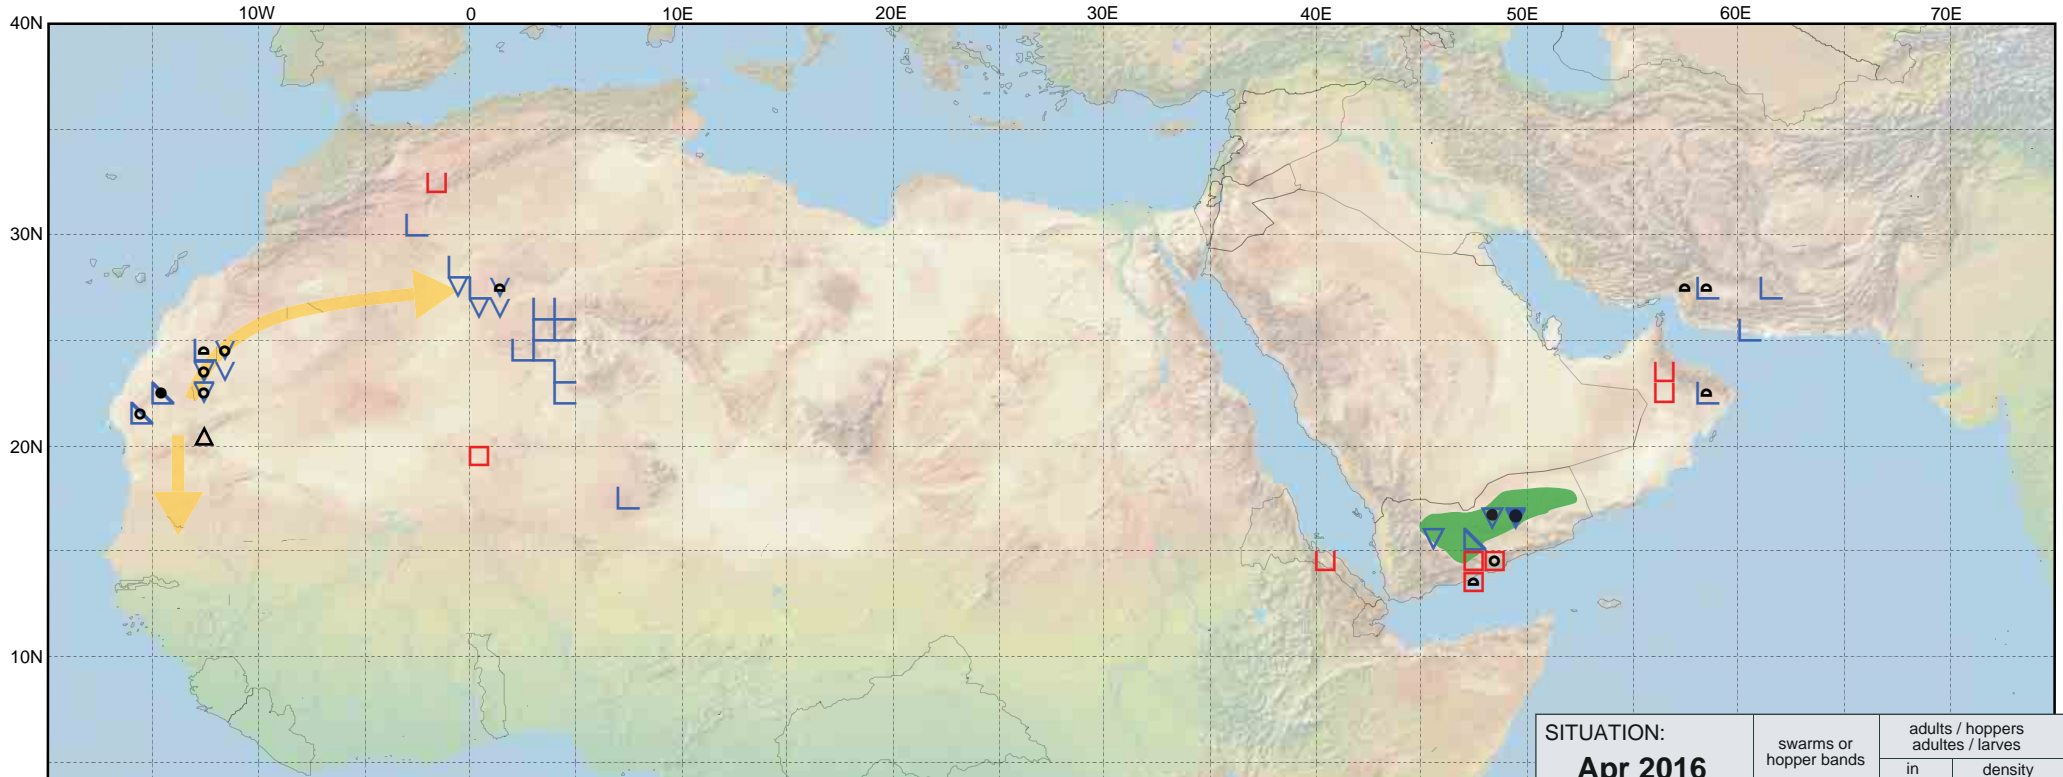 40N 10W 0 10E 20E 30E 40E 50E 60E 70E
30N
20N
10N
SITUATION:
Apr 2016
swarms or
hopper bands
adults / hoppers
adultes / larves
in density